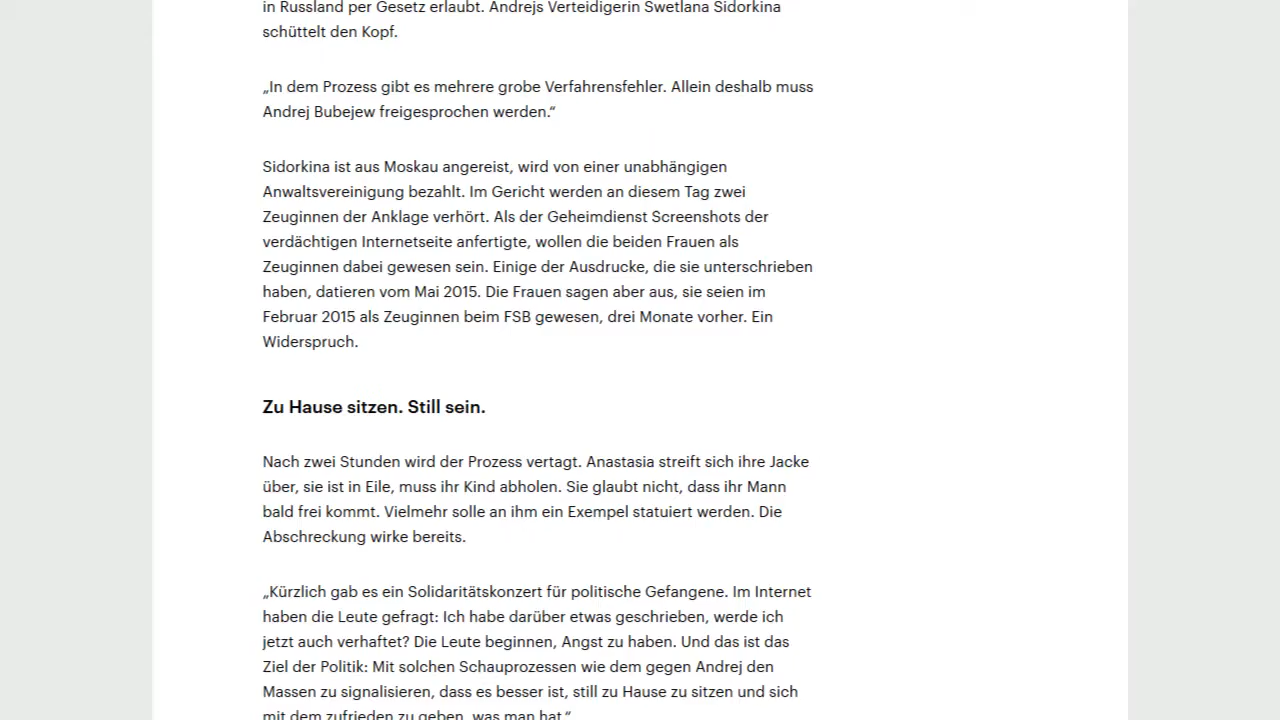 in Russland per Gesetz erlaubt. Andrejs Verteidigerin Swetlana Sidorkina
schüttelt den Kopf.
„In dem Prozess gibt es mehrere grobe Verfahrensfehler. Allein deshalb muss
Andrej Bubejew freigesprochen werden.“
Sidorkina ist aus Moskau angereist, wird von einer unabhängigen
Anwaltsvereinigung bezahlt. Im Gericht werden an diesem Tag zwei
Zeuginnen der Anklage verhört. Als der Geheimdienst Screenshots der
verdächtigen Internetseite anfertigte, wollen die beiden Frauen als
Zeuginnen dabei gewesen sein. Einige der Ausdrucke, die sie unterschrieben
haben, datieren vom Mai 2015. Die Frauen sagen aber aus, sie seien im
Februar 2015 als Zeuginnen beim FSB gewesen, drei Monate vorher. Ein
Widerspruch.
Zu Hause sitzen. Still sein.
Nach zwei Stunden wird der Prozess vertagt. Anastasia streift sich ihre Jacke
über, sie ist in Eile, muss ihr Kind abholen. Sie glaubt nicht, dass ihr Mann
bald frei kommt. Vielmehr solle an ihm ein Exempel statuiert werden. Die
Abschreckung wirke bereits.
„Kürzlich gab es ein Solidaritätskonzert für politische Gefangene. Im Internet
haben die Leute gefragt: Ich habe darüber etwas geschrieben, werde ich
jetzt auch verhaftet? Die Leute beginnen, Angst zu haben. Und das ist das
Ziel der Politik: Mit solchen Schauprozessen wie dem gegen Andrej den
Massen zu signalisieren, dass es besser ist, still zu Hause zu sitzen und sich
mit dem zufrieden zu geben, was man hat.“